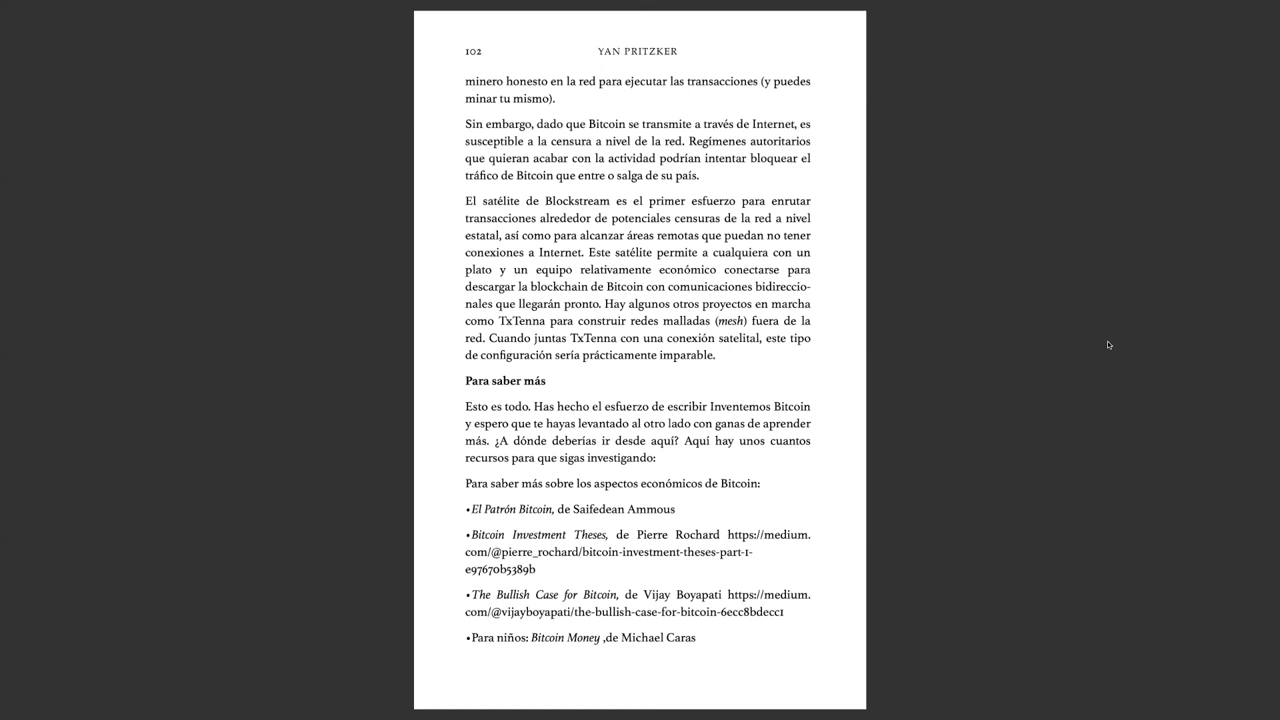 102
YAN PRITZKER
minero honesto en la red para ejecutar las transacciones (y puedes
minar tu mismo).
Sin embargo, dado que Bitcoin se transmite a través de Internet, es
susceptible a la censura a nivel de la red. Regímenes autoritarios
que quieran acabar con la actividad podrían intentar bloquear el
tráfico de Bitcoin que entre o salga de su país.
El satélite de Blockstream es el primer esfuerzo para enrutar
transacciones alrededor de potenciales censuras de la red a nivel
estatal, así como para alcanzar áreas remotas que puedan no tener
conexiones a Internet. Este satélite permite a cualquiera con un
plato y un equipo relativamente económico conectarse para
descargar la blockchain de Bitcoin con comunicaciones bidireccio-
nales que llegarán pronto. Hay algunos otros proyectos en marcha
como TxTenna para construir redes malladas (mesh) fuera de la
red. Cuando juntas TxTenna con una conexión satelital, este tipo
de configuración sería prácticamente imparable.
Para saber más
Esto es todo. Has hecho el esfuerzo de escribir Inventemos Bitcoin
y espero que te hayas levantado al otro lado con ganas de aprender
más. ¿A dónde deberías ir desde aquí? Aquí hay unos cuantos
recursos para que sigas investigando:
Para saber más sobre los aspectos económicos de Bitcoin:
•El Patrón Bitcoin, de Saifedean Ammous
•Bitcoin Investment Theses, de Pierre Rochard https://medium.
com/@pierre_rochard/bitcoin-investment-theses-part-1-
e97670b5389b
•The Bullish Case for Bitcoin, de Vijay Boyapati https://medium.
com/@vijayboyapati/the-bullish-case-for-bitcoin-6ecc8bdecc1
•Para niños: Bitcoin Money ,de Michael Caras